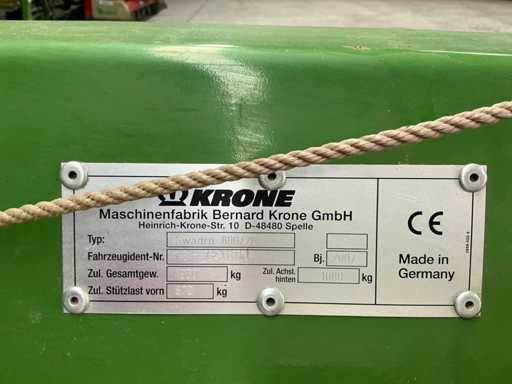 KRONE
Maschinenfabrik Bernard Krone GmbH
Heinrich-Krone-Str. 10 D-48480 Spelle
Typ: Swadro
Fahrzeugident-Nr. Bj.
Zul. Gesamtgew. kg Zul. Achsl. hinten kg
Zul. Stützlast vorn kg
CE
Made in
Germany